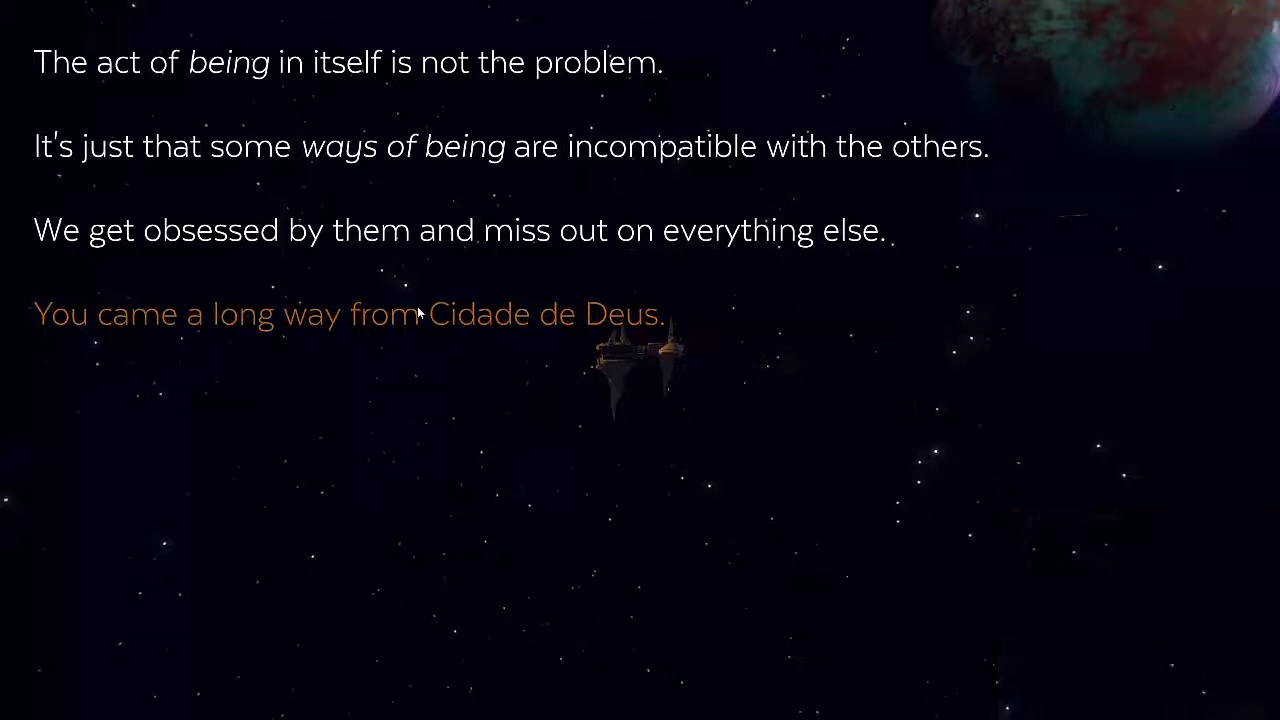 The act of being in itself is not the problem.
It's just that some ways of being are incompatible with the others.
We get obsessed by them and miss out on everything else.
You came a long way from Cidade de Deus.